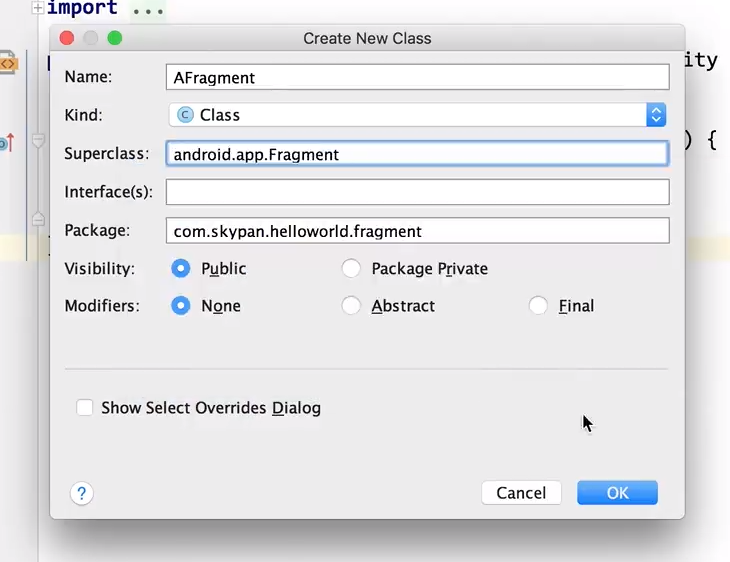 import ...
Create New Class
Name: AFragment
Kind: C Class
ity
Superclass: android.app.Fragment
) {
Interface(s):
Package: com.skypan.helloworld.fragment
Visibility: Public Package Private
Modifiers: None Abstract Final
Show Select Overrides Dialog
? Cancel OK